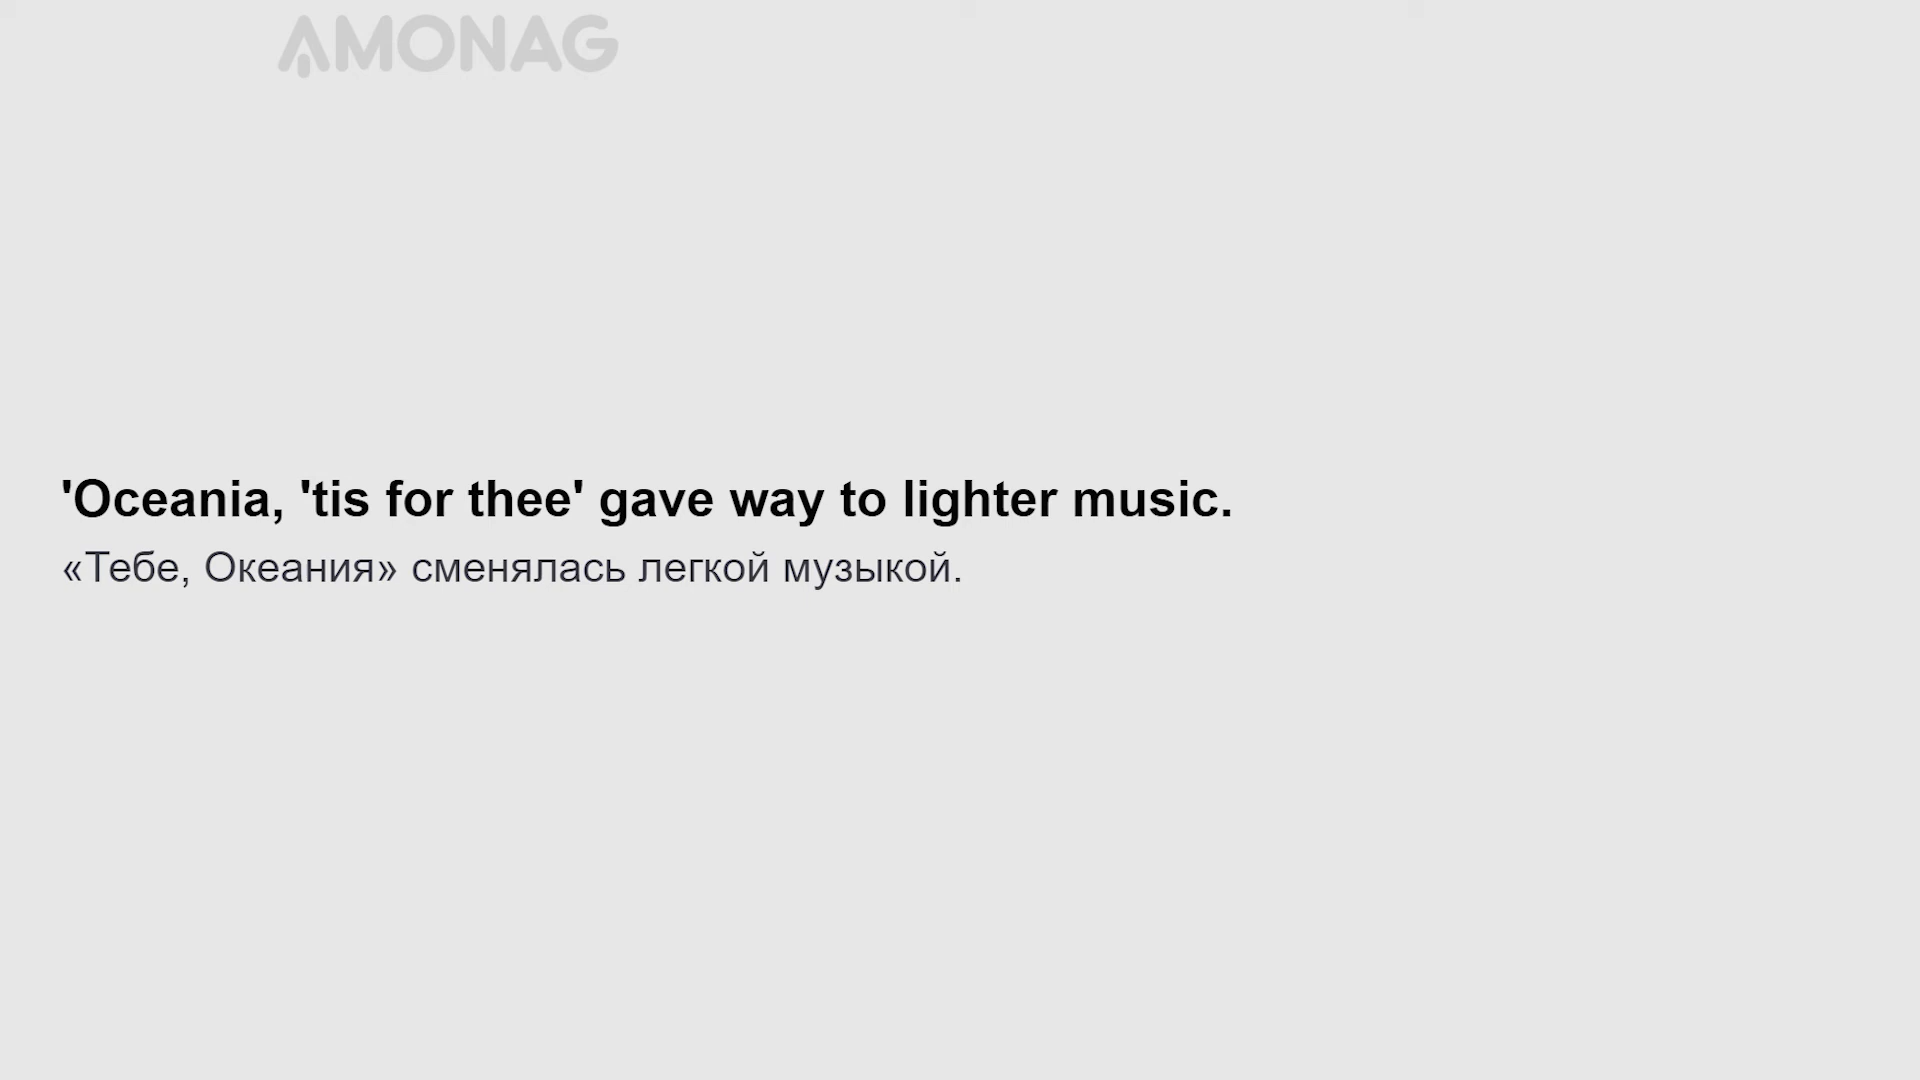 AMONAG
'Oceania, 'tis for thee' gave way to lighter music.
«Тебе, Океания» сменялась легкой музыкой.